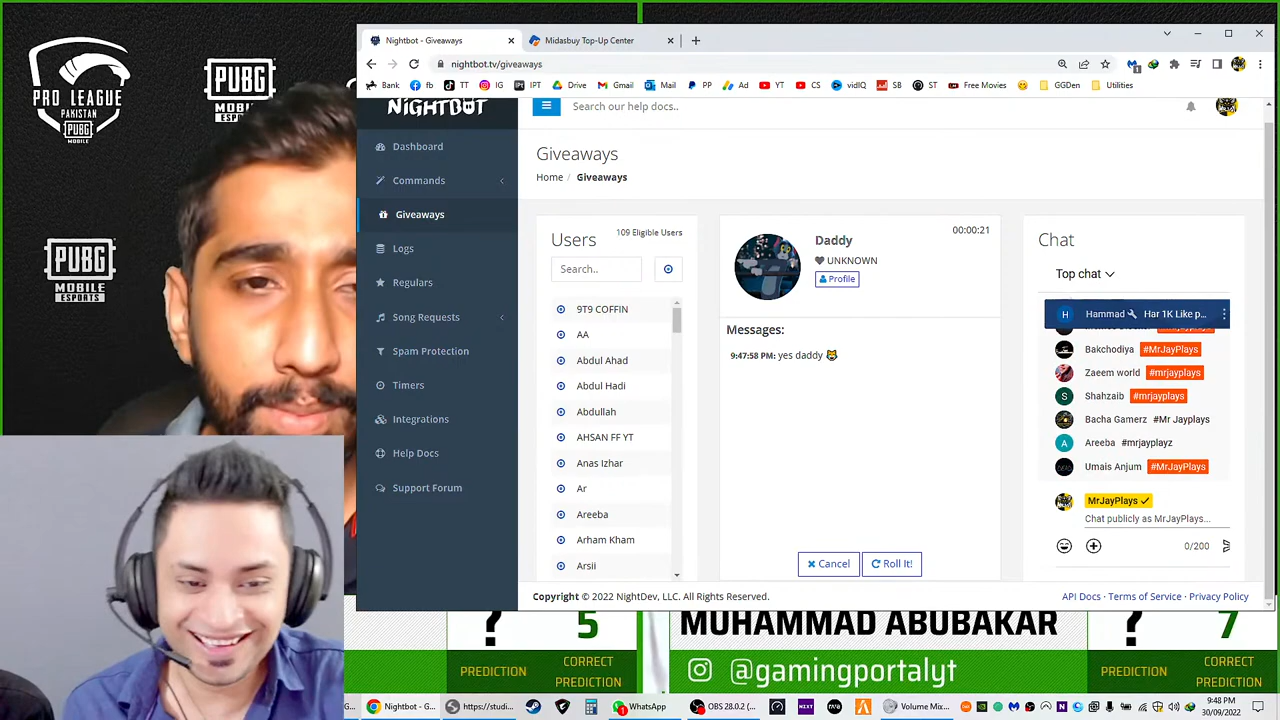 PRO LEAGUE
PAKISTAN
PUBG
MOBILE
PUBG
PUBG
MOBILE
ESPORTS
Nightbot - Giveaways
Midasbuy Top-Up Center
nightbot.tv/giveaways
Bank
fb
TT
IG
IPT
Drive
Gmail
Mail
PP
Ad
YT
CS
vidIQ
SB
ST
Free Movies
GGDen
Utilities
NIGHTBOT
Search our help docs..
Dashboard
Commands
Giveaways
Logs
Regulars
Song Requests
Spam Protection
Timers
Integrations
Help Docs
Support Forum
Giveaways
Home / Giveaways
Users
109 Eligible Users
Search..
9T9 COFFIN
AA
Abdul Ahad
Abdul Hadi
Abdullah
AHSAN FF YT
Anas Izhar
Ar
Areeba
Arham Kham
Arsii
00:00:21
Daddy
UNKNOWN
Profile
Messages:
9:47:58 PM: yes daddy
Cancel
Roll It!
Chat
Top chat
H Hammad Har 1K Like p...
Bakchodiya #MrJayPlays
Zaeem world #mrjayplays
S Shahzaib #mrjayplays
Bacha Gamerz #Mr Jayplays
A Areeba #mrjayplayz
Umais Anjum #MrJayPlays
MrJayPlays
Chat publicly as MrJayPlays...
0/200
Copyright © 2022 NightDev, LLC. All Rights Reserved.
API Docs · Terms of Service · Privacy Policy
? 5
PREDICTION
CORRECT
PREDICTION
MUHAMMAD ABUBAKAR
@gamingportalyt
? 7
PREDICTION
CORRECT
PREDICTION
Nightbot - G...
https://studi...
WhatsApp
OBS 28.0.2 (...
NEXT
Volume Mix...
9:48 PM
30/09/2022